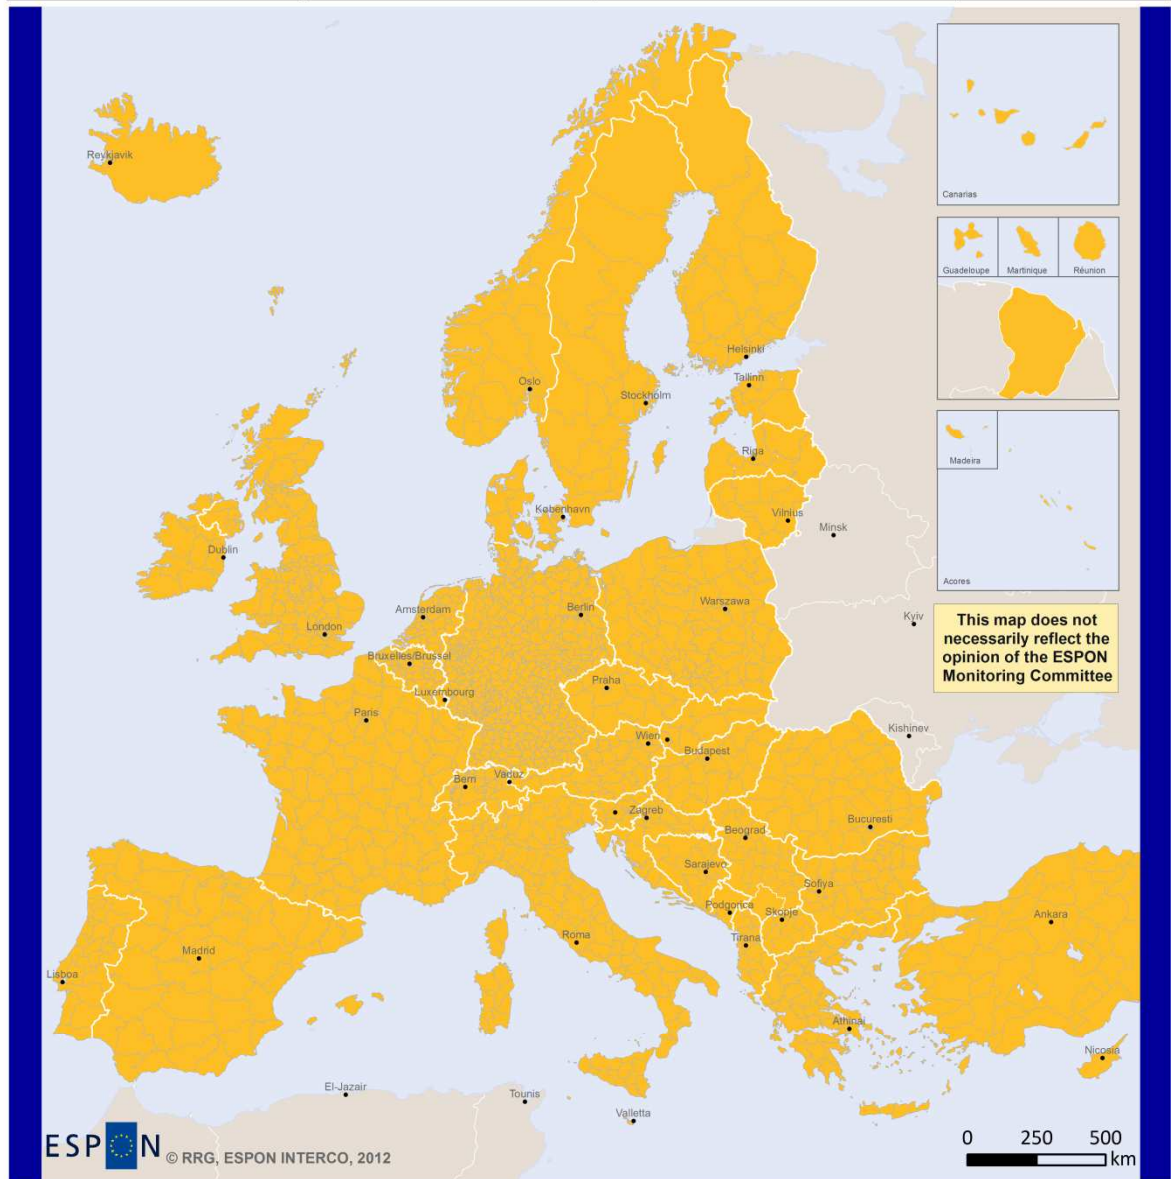 Canarias
Reykjavik
Guadeloupe
Martinique
Réunion
Helsinki
Tallinn
Oslo
Stockholm
Madeira
Riga
København
Vilnius
Minsk
Dublin
Acores
Amsterdam
Berlin
Warszawa
This map does not
necessarily reflect the
opinion of the ESPON
Monitoring Committee
Kyiv
London
Bruxelles/Brussel
Praha
Luxembourg
Paris
Kishinev
Wien
Budapest
Bern
Vaduz
Zagreb
Bucuresti
Beograd
Sarajevo
Sofiya
Podgorica
Skopje
Ankara
Roma
Tirana
Madrid
Lisboa
Athinai
Nicosia
El-Jazair
Tounis
Valletta
ESPON
© RRG, ESPON INTERCO, 2012
0 250 500
km